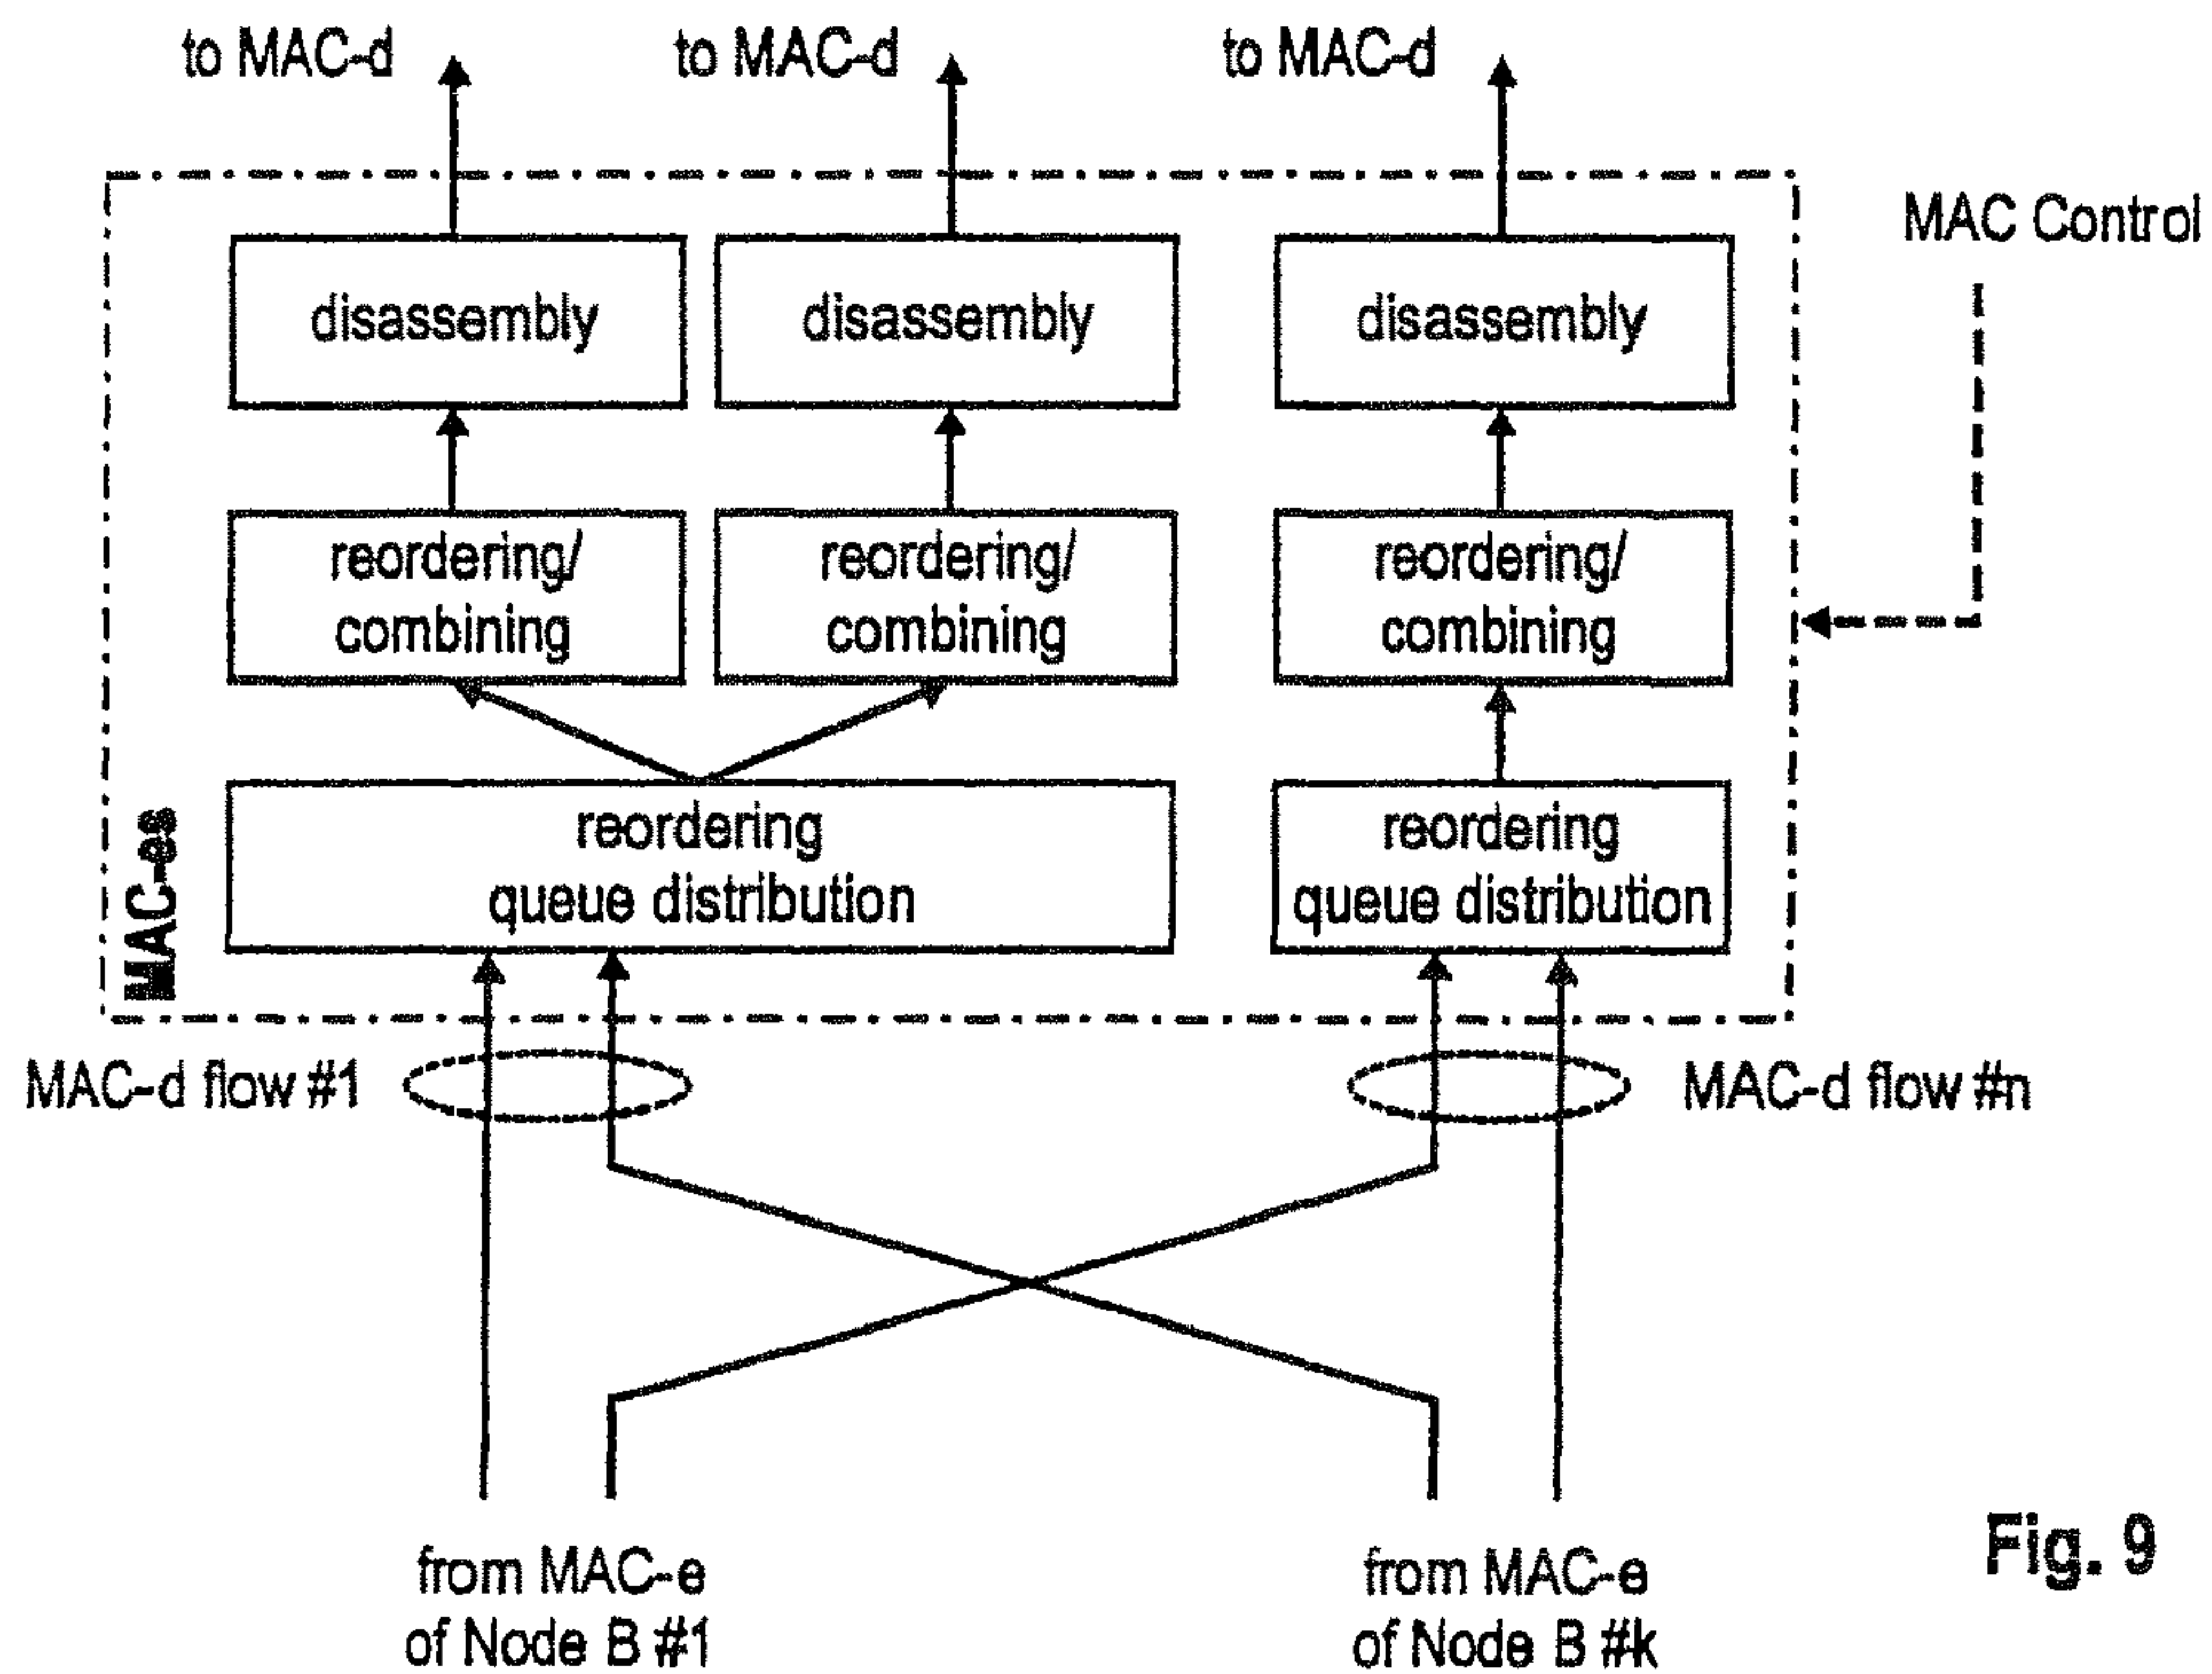 to MAC-d
to MAC-d
to MAC-d
MAC Control
disassembly
disassembly
disassembly
reordering/
combining
reordering/
combining
reordering/
combining
reordering
queue distribution
reordering
queue distribution
MAC-es
MAC-d flow #1
MAC-d flow #n
from MAC-e
of Node B #1
from MAC-e
of Node B #k
Fig. 9